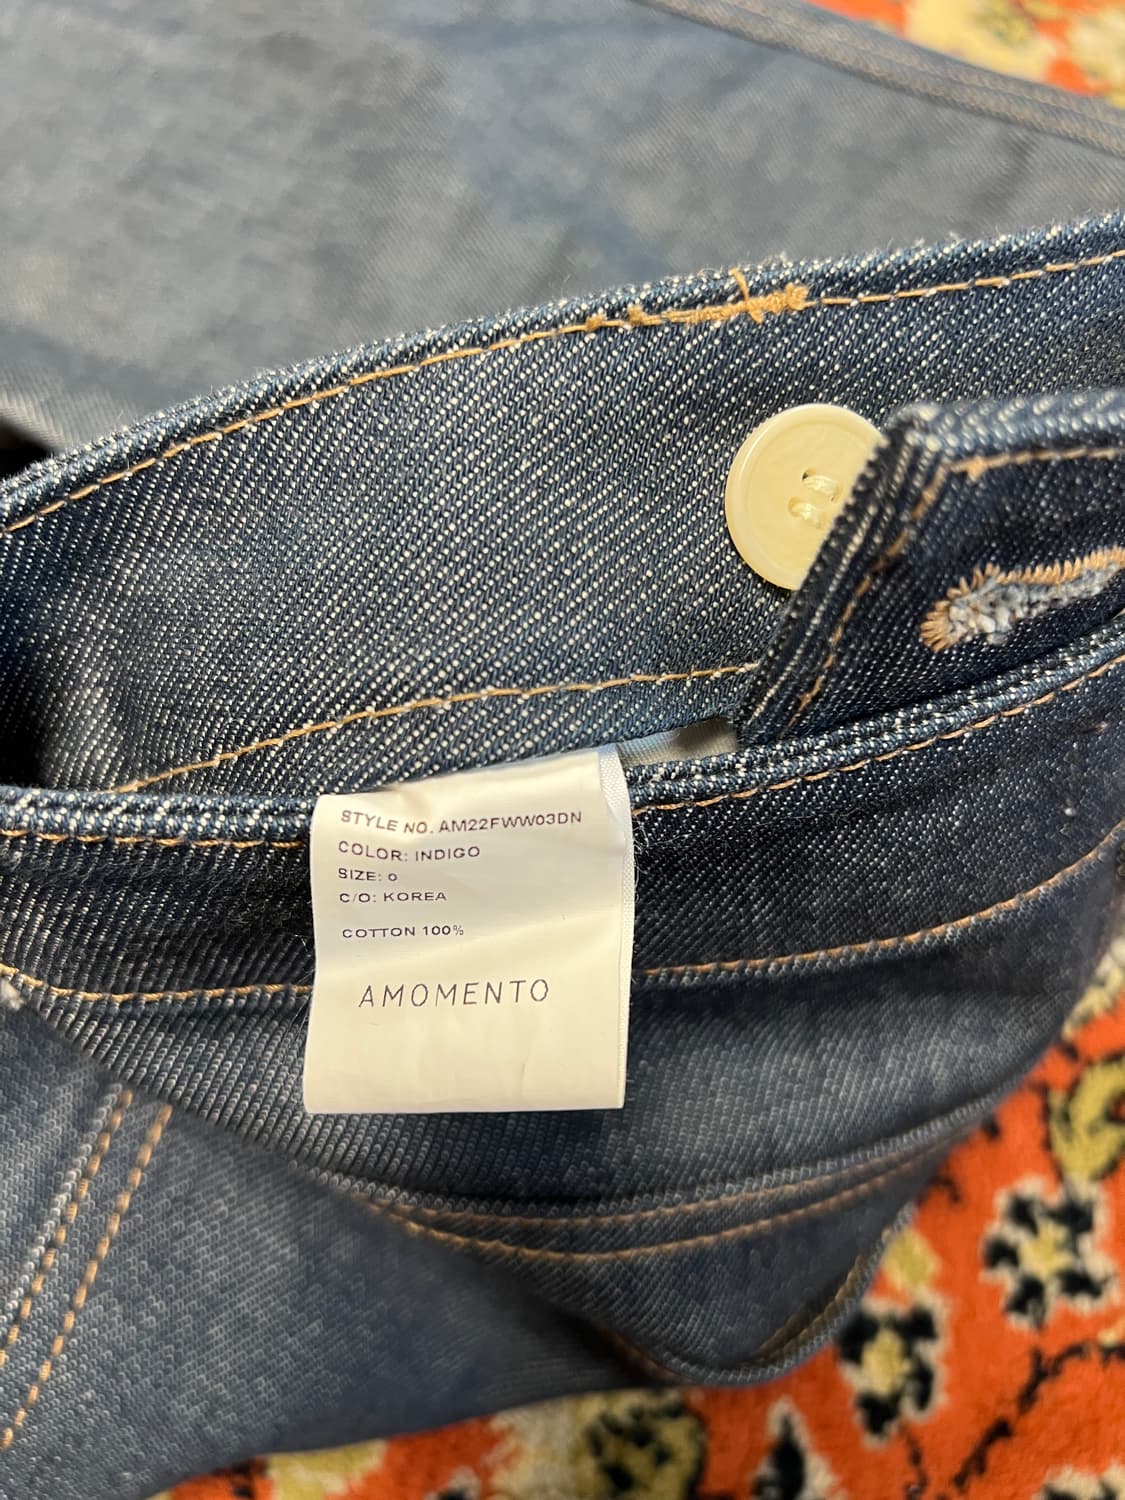 STYLE NO. AM22FWW03DN
COLOR: INDIGO
SIZE: 0
C/O: KOREA
COTTON 100%
AMOMENTO